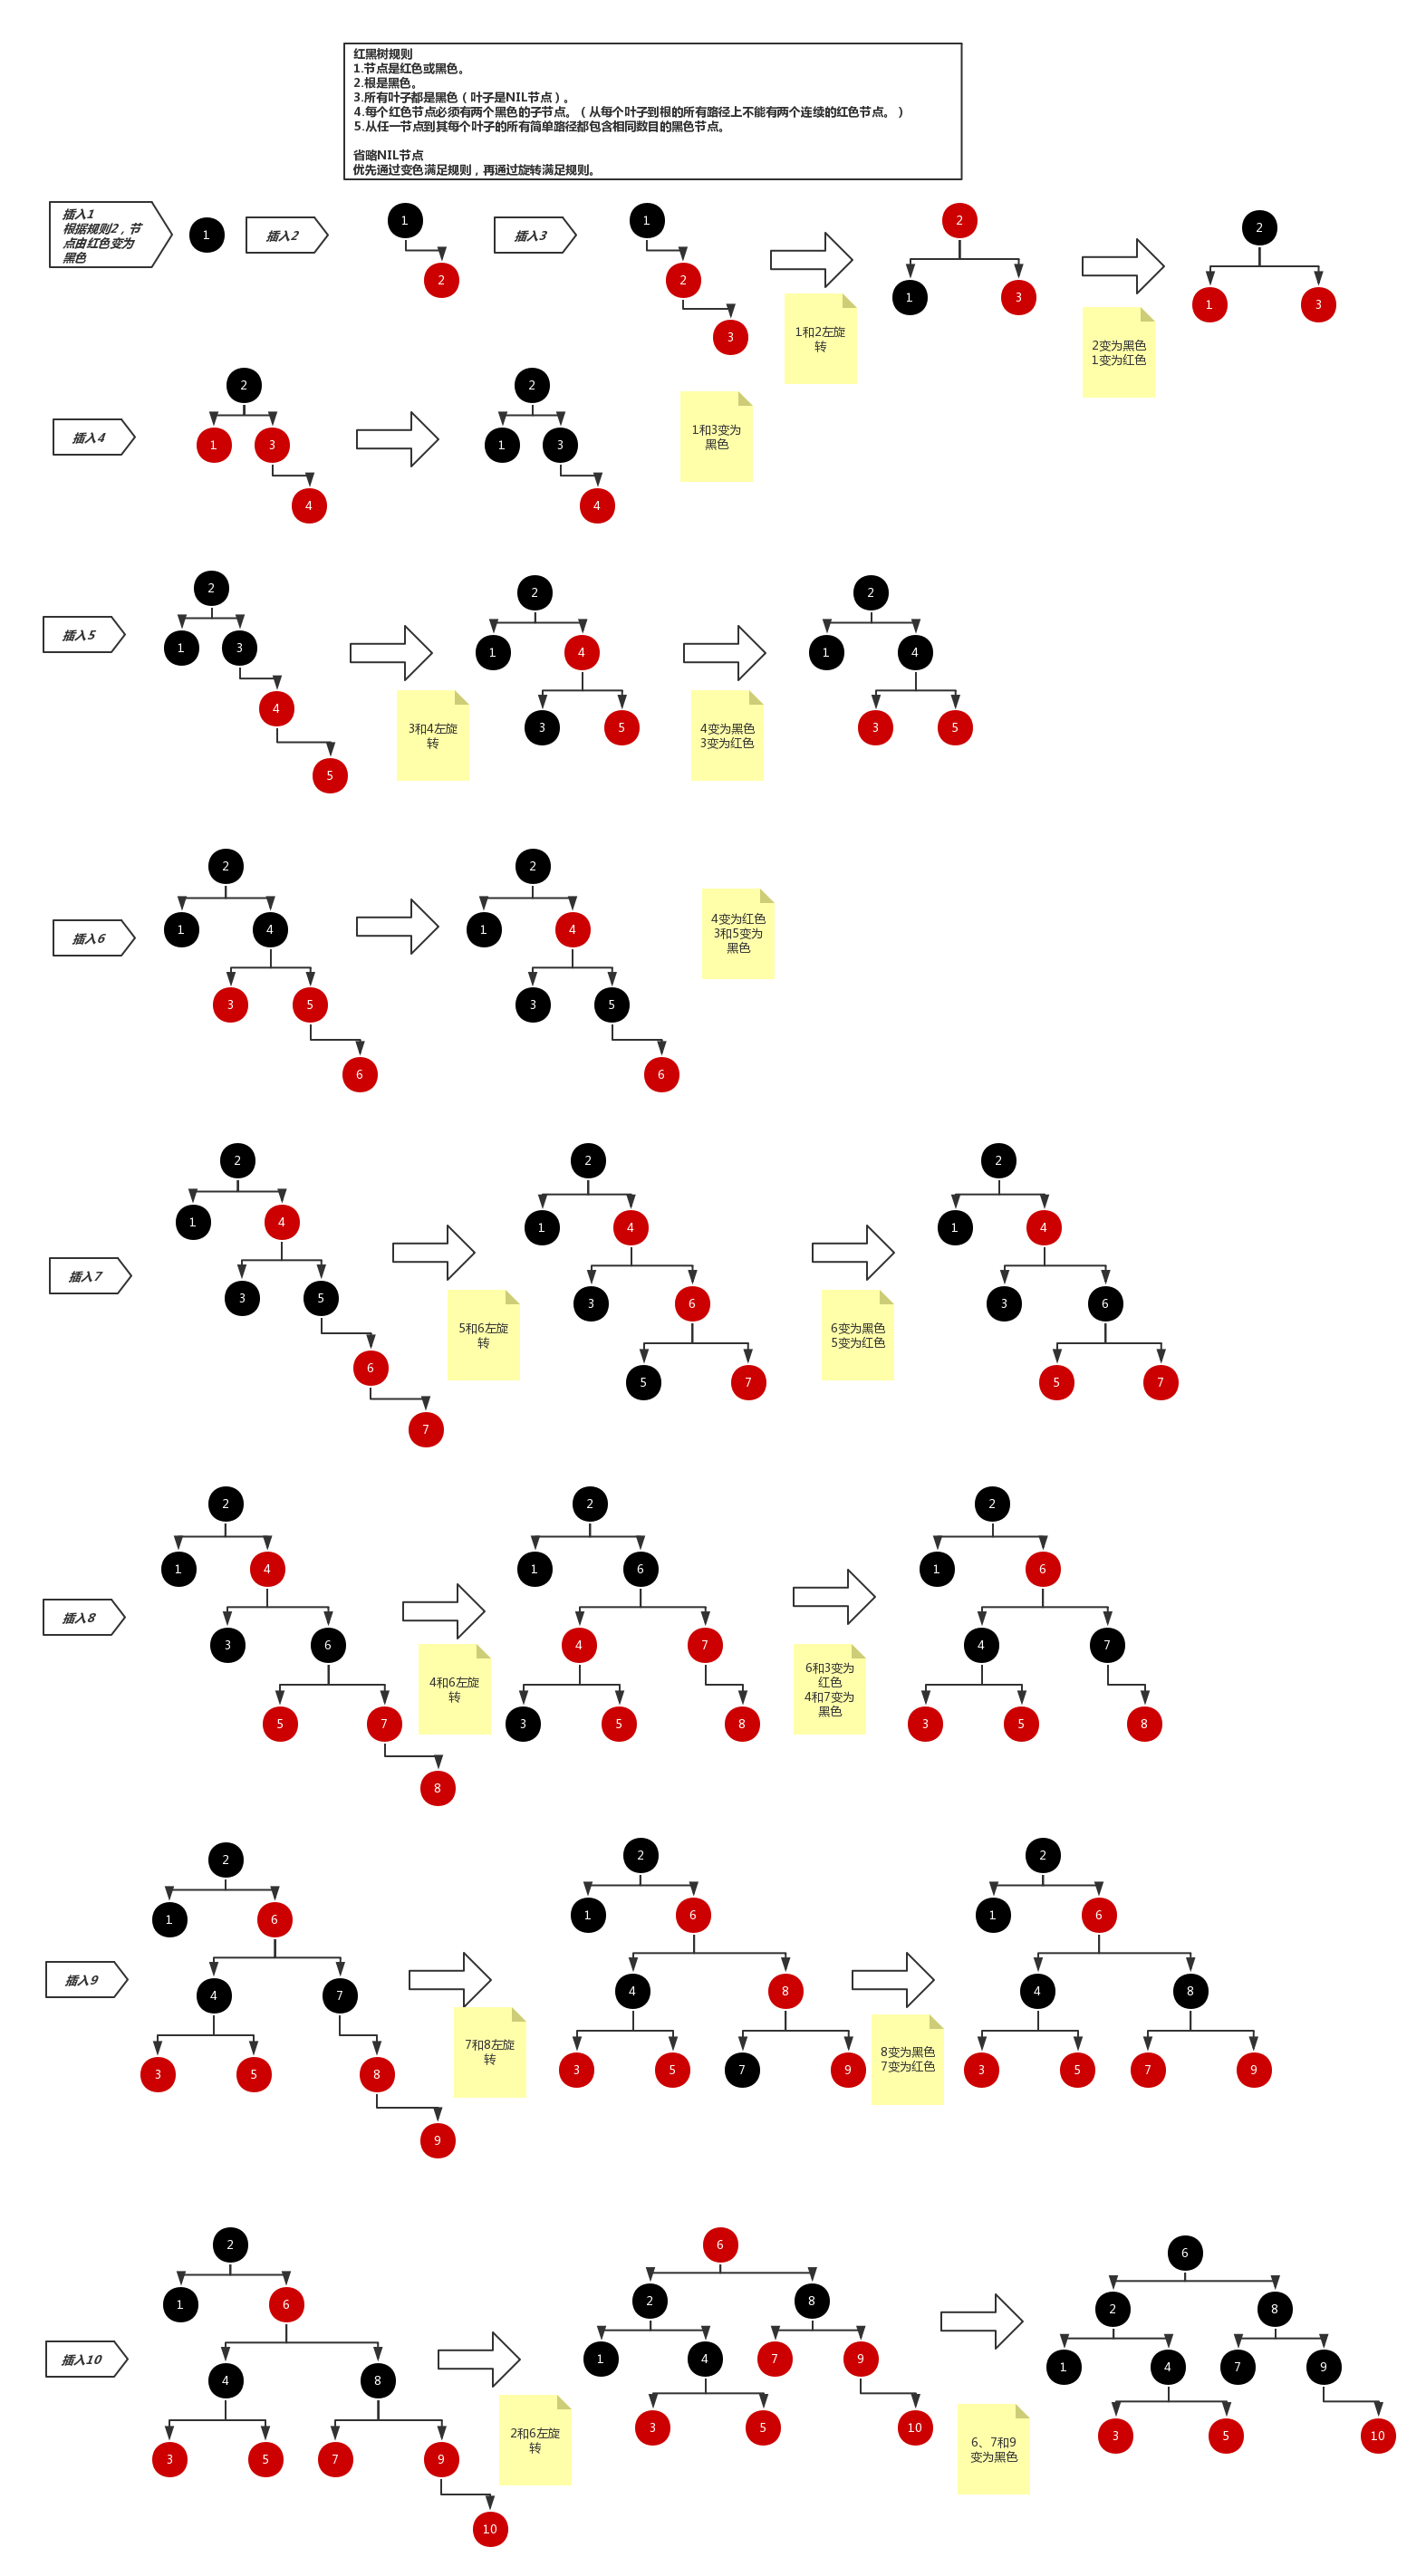 红黑树规则
1.节点是红色或黑色。
2.根是黑色。
3.所有叶子都是黑色（叶子是NIL节点）。
4.每个红色节点必须有两个黑色的子节点。（从每个叶子到根的所有路径上不能有两个连续的红色节点。）
5.从任一节点到其每个叶子的所有简单路径都包含相同数目的黑色节点。
省略NIL节点
优先通过变色满足规则，再通过旋转满足规则。
插入1
根据规则2，节
点由红色变为
黑色
1
插入2
1
2
插入3
1
2
3
1和2左旋
转
2
1
3
2变为黑色
1变为红色
2
1
3
插入4
2
1
3
4
2
1
3
4
1和3变为
黑色
插入5
2
1
3
4
5
3和4左旋
转
2
1
4
3
5
4变为黑色
3变为红色
2
1
4
3
5
插入6
2
1
4
3
5
6
2
1
4
3
5
6
4变为红色
3和5变为
黑色
插入7
2
1
4
3
5
6
7
5和6左旋
转
2
1
4
3
6
5
7
6变为黑色
5变为红色
2
1
4
3
6
5
7
插入8
2
1
4
3
6
5
7
8
4和6左旋
转
2
1
6
4
7
3
5
8
6和3变为
红色
4和7变为
黑色
2
1
6
4
7
3
5
8
插入9
2
1
6
4
7
3
5
8
9
7和8左旋
转
2
1
6
4
8
3
5
7
9
8变为黑色
7变为红色
2
1
6
4
8
3
5
7
9
插入10
2
1
6
4
8
3
5
7
9
10
2和6左旋
转
6
2
8
1
4
7
9
3
5
10
6、7和9
变为黑色
6
2
8
1
4
7
9
3
5
10